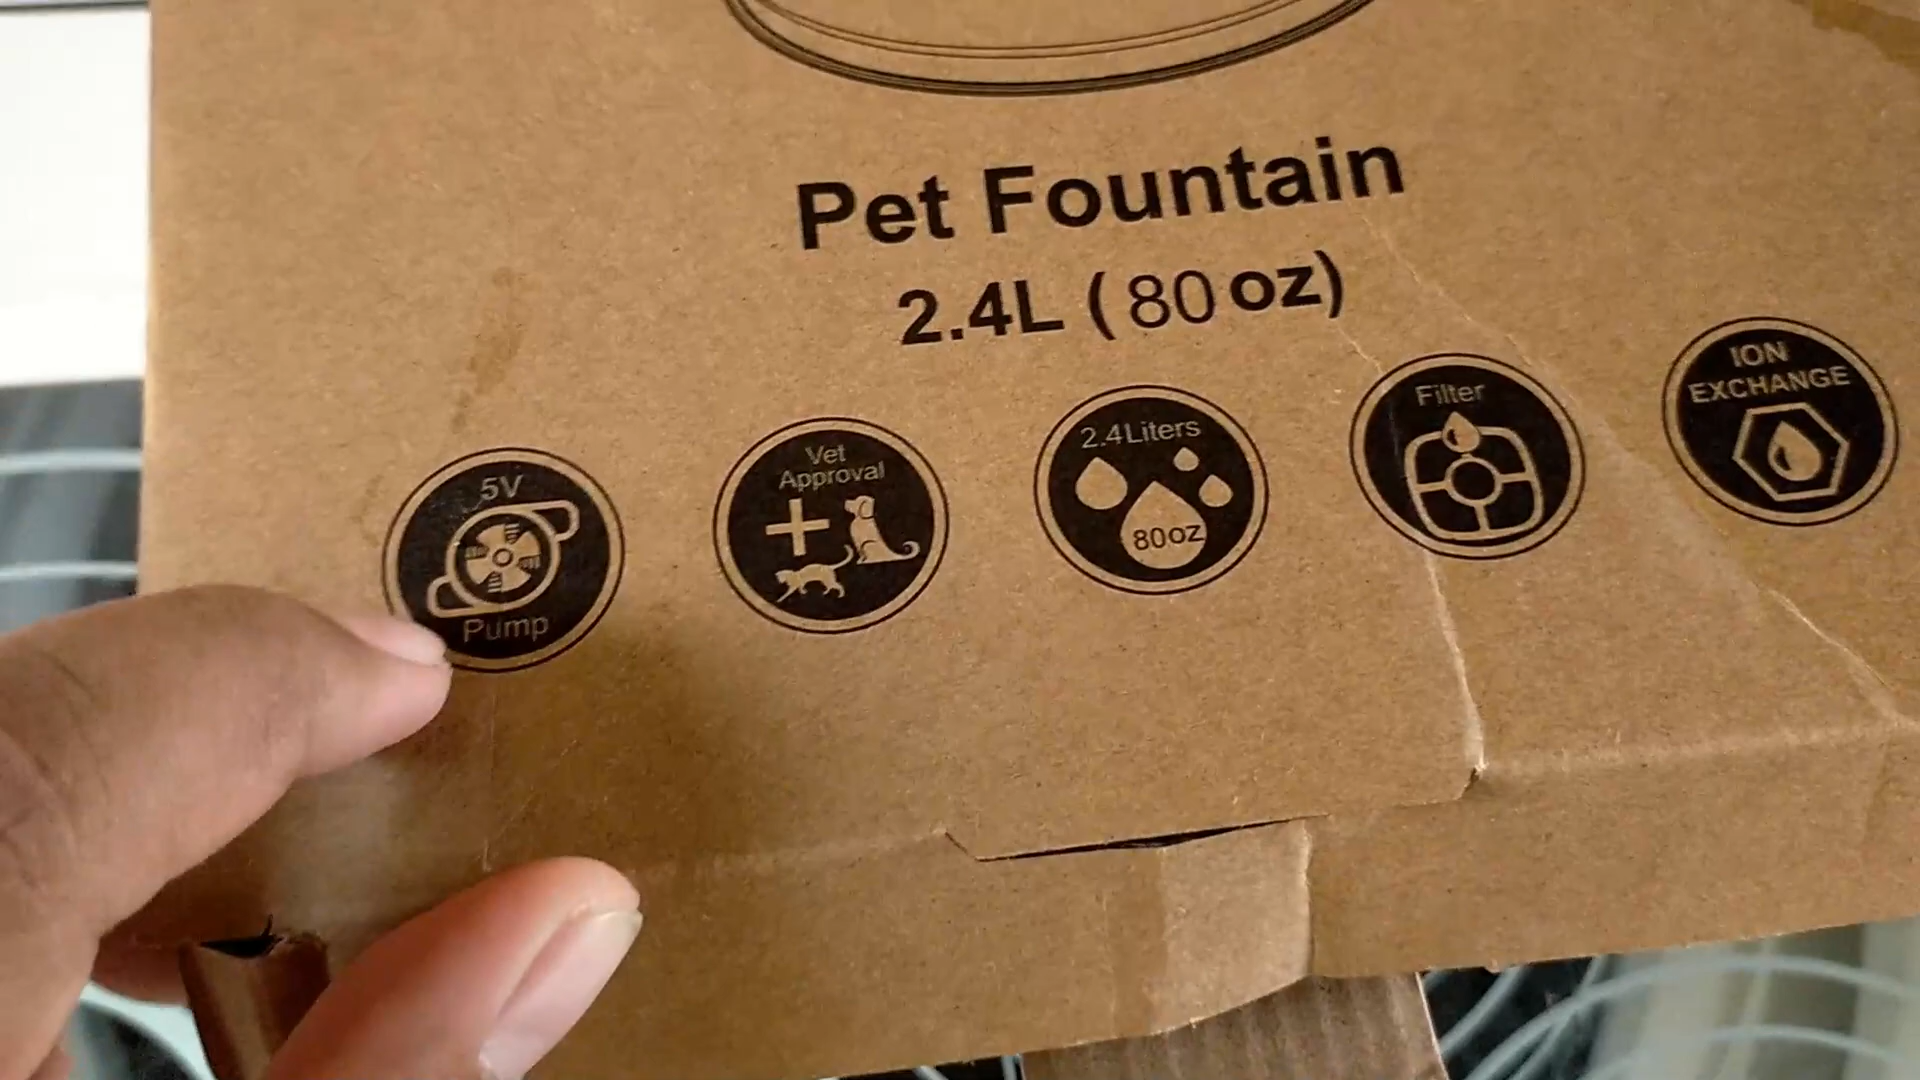 Pet Fountain
2.4L (80 oz)
5V
Pump
Vet
Approval
2.4Liters
80oz
Filter
ION
EXCHANGE